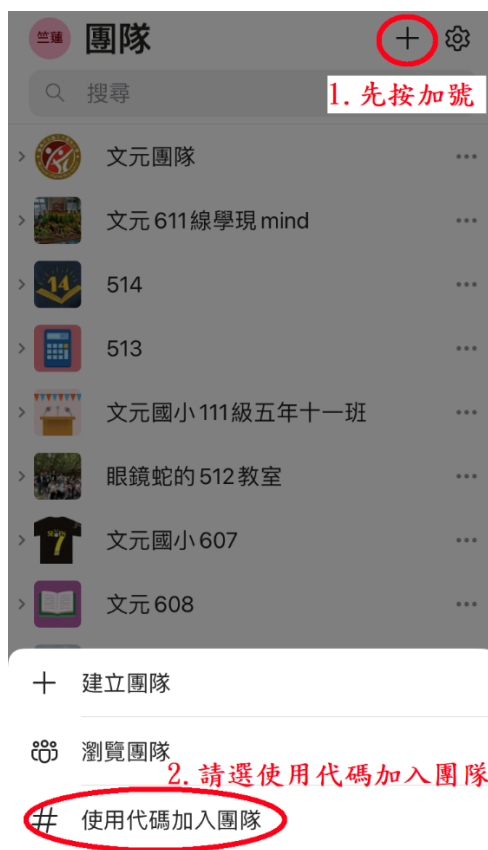 竺蓮 團隊
搜尋
1. 先按加號
文元團隊
文元611線學現mind
14 514
513
文元國小111級五年十一班
眼鏡蛇的512教室
7 文元國小607
文元608
建立團隊
瀏覽團隊
2. 請選使用代碼加入團隊
# 使用代碼加入團隊